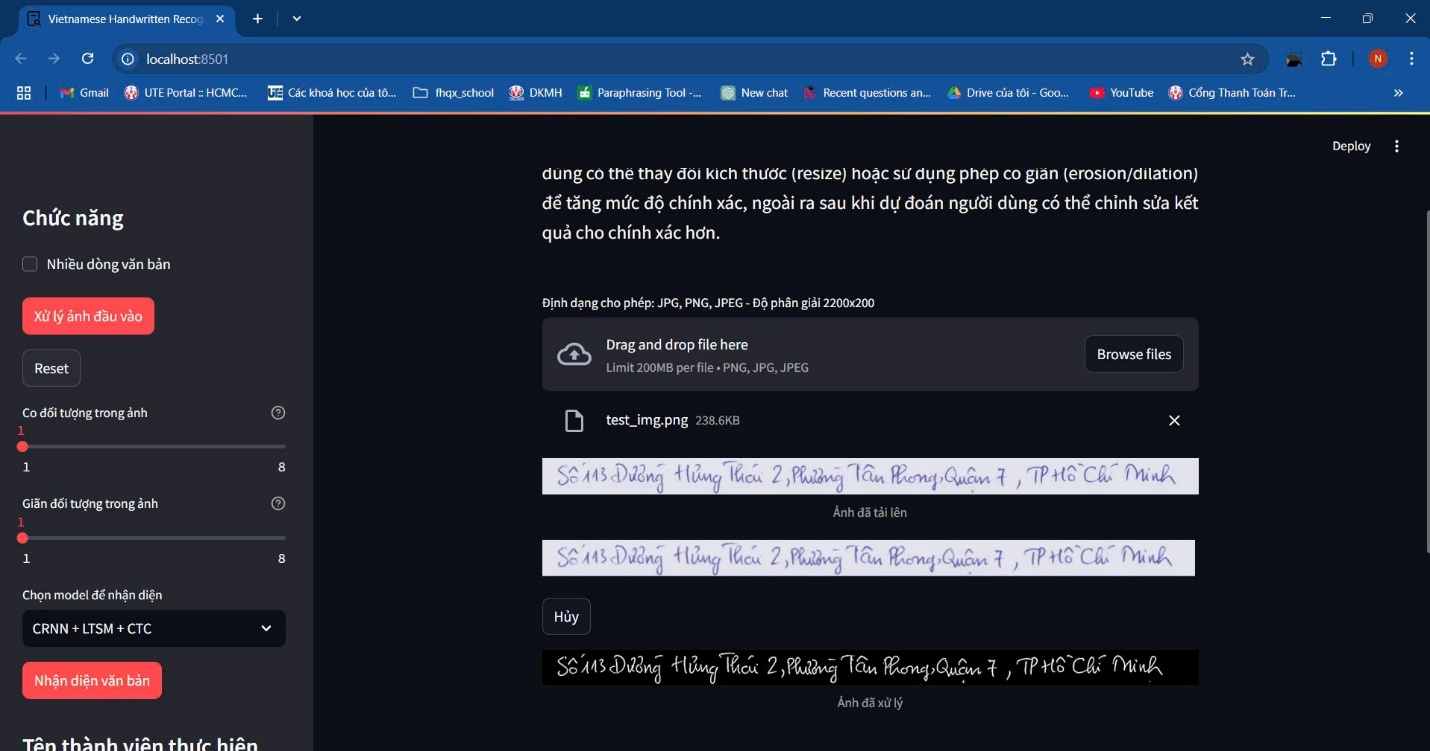 Vietnamese Handwritten Recog
localhost:8501
Gmail
UTE Portal :: HCMC...
Các khoá học của tô...
fhqx_school
DKMH
Paraphrasing Tool -...
New chat
Recent questions an...
Drive của tôi - Goo...
YouTube
Cổng Thanh Toán Tr...
N
Deploy
Chức năng
Nhiều dòng văn bản
Xử lý ảnh đầu vào
Reset
Co đối tượng trong ảnh
1
1 8
Giãn đối tượng trong ảnh
1
1 8
Chọn model để nhận diện
CRNN + LTSM + CTC
Nhận diện văn bản
Tên thành viên thực hiện
dùng có thể thay đổi kích thước (resize) hoặc sử dụng phép co giãn (erosion/dilation)
để tăng mức độ chính xác, ngoài ra sau khi dự đoán người dùng có thể chỉnh sửa kết
quả cho chính xác hơn.
Định dạng cho phép: JPG, PNG, JPEG - Độ phân giải 2200x200
Drag and drop file here
Limit 200MB per file • PNG, JPG, JPEG
Browse files
test_img.png 238.6KB
Số 113 Đường Hưng Thái 2, Phường Tân Phong, Quận 7, TP Hồ Chí Minh
Ảnh đã tải lên
Số 113 Đường Hưng Thái 2, Phường Tân Phong, Quận 7, TP Hồ Chí Minh
Hủy
Số 113 Đường Hưng Thái 2, Phường Tân Phong, Quận 7, TP Hồ Chí Minh
Ảnh đã xử lý